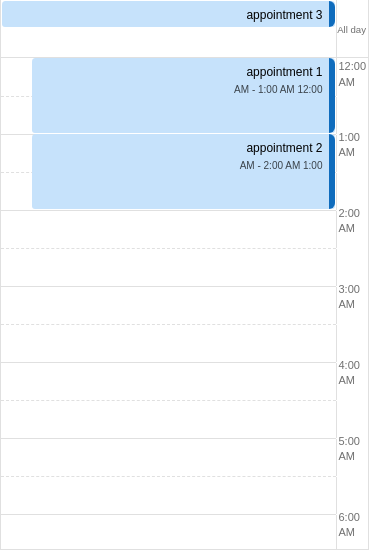 appointment 3
All day
12:00
AM
appointment 1
AM - 1:00 AM 12:00
1:00
AM
appointment 2
AM - 2:00 AM 1:00
2:00
AM
3:00
AM
4:00
AM
5:00
AM
6:00
AM